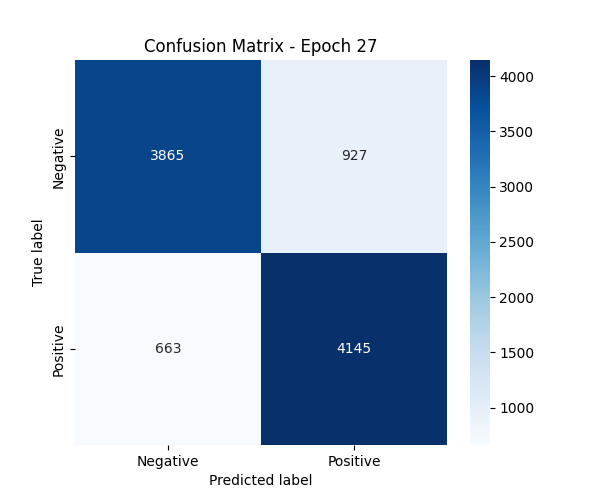 Confusion Matrix - Epoch 27
Negative
3865
927
Positive
663
4145
Negative
Positive
True label
Predicted label
4000
3500
3000
2500
2000
1500
1000